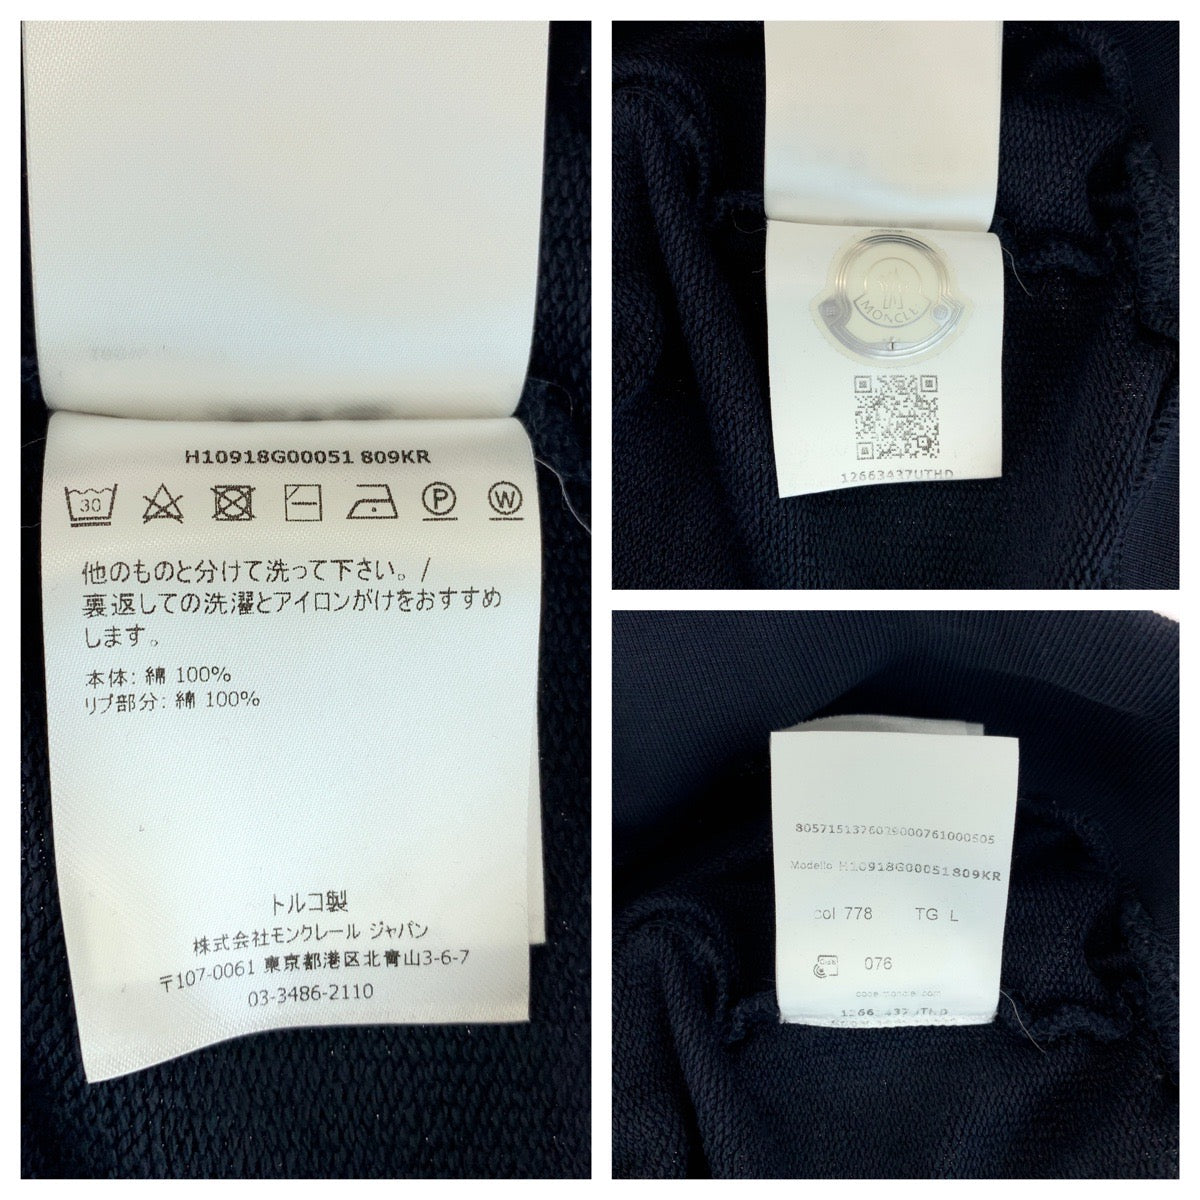 H10918G00051 809KR
30
P
W
他のものと分けて洗って下さい。/
裏返しての洗濯とアイロンがけをおすすめ
します。
本体: 綿 100%
リブ部分: 綿 100%
トルコ製
株式会社モンクレール ジャパン
〒107-0061 東京都港区北青山3-6-7
03-3486-2110
MONCLE
12663437UTHD
8057151376029000761000S05
Modello H10918G00051809KR
col 778 TG L
076
code.moncler.com